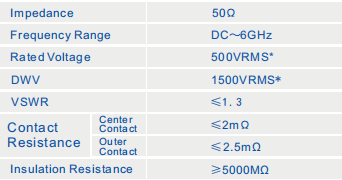 Impedance 50Ω
Frequency Range DC～6GHz
Rated Voltage 500VRMS*
DWV 1500VRMS*
VSWR ≤1. 3
Contact Resistance Center Contact ≤2mΩ
Outer Contact ≤2.5mΩ
Insulation Resistance ≥5000MΩ